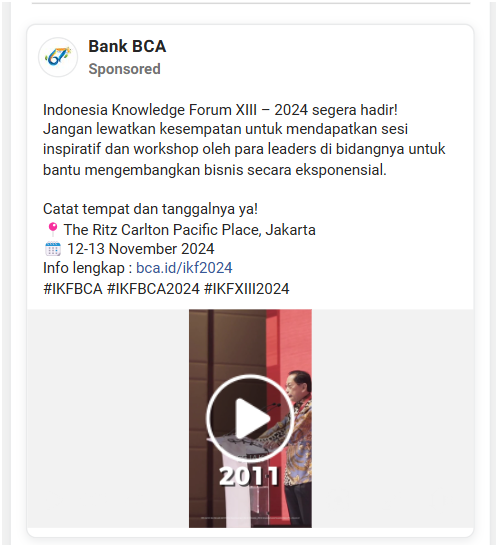 67
Bank BCA
Sponsored
Indonesia Knowledge Forum XIII – 2024 segera hadir!
Jangan lewatkan kesempatan untuk mendapatkan sesi
inspiratif dan workshop oleh para leaders di bidangnya untuk
bantu mengembangkan bisnis secara eksponensial.
Catat tempat dan tanggalnya ya!
📍The Ritz Carlton Pacific Place, Jakarta
🗓️ 12-13 November 2024
Info lengkap : bca.id/ikf2024
#IKFBCA #IKFBCA2024 #IKFXIII2024
2011